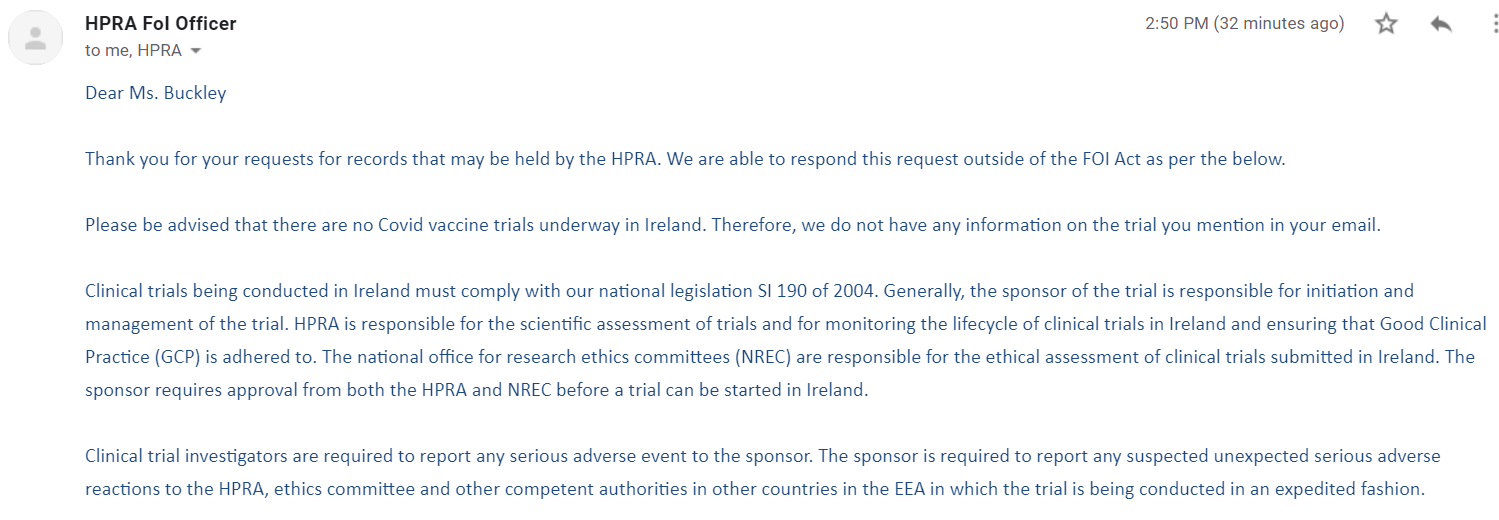 HPRA FoI Officer
2:50 PM (32 minutes ago)
to me, HPRA
Dear Ms. Buckley
Thank you for your requests for records that may be held by the HPRA. We are able to respond this request outside of the FOI Act as per the below.
Please be advised that there are no Covid vaccine trials underway in Ireland. Therefore, we do not have any information on the trial you mention in your email.
Clinical trials being conducted in Ireland must comply with our national legislation SI 190 of 2004. Generally, the sponsor of the trial is responsible for initiation and
management of the trial. HPRA is responsible for the scientific assessment of trials and for monitoring the lifecycle of clinical trials in Ireland and ensuring that Good Clinical
Practice (GCP) is adhered to. The national office for research ethics committees (NREC) are responsible for the ethical assessment of clinical trials submitted in Ireland. The
sponsor requires approval from both the HPRA and NREC before a trial can be started in Ireland.
Clinical trial investigators are required to report any serious adverse event to the sponsor. The sponsor is required to report any suspected unexpected serious adverse
reactions to the HPRA, ethics committee and other competent authorities in other countries in the EEA in which the trial is being conducted in an expedited fashion.